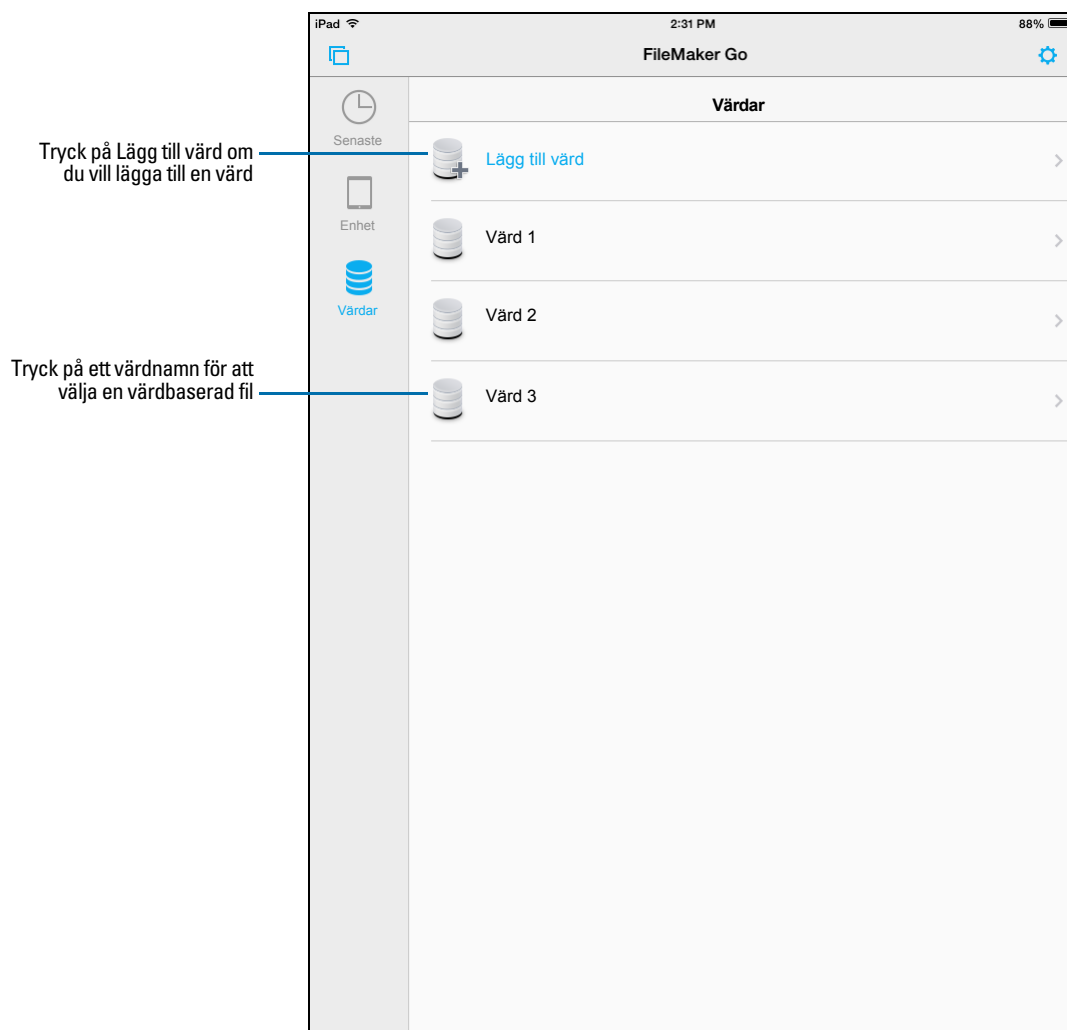 iPad 2:31 PM 88%
FileMaker Go
Värdar
Senaste
Tryck på Lägg till värd om
du vill lägga till en värd
Lägg till värd
Enhet
Värd 1
Värdar
Värd 2
Tryck på ett värdnamn för att
välja en värdbaserad fil
Värd 3